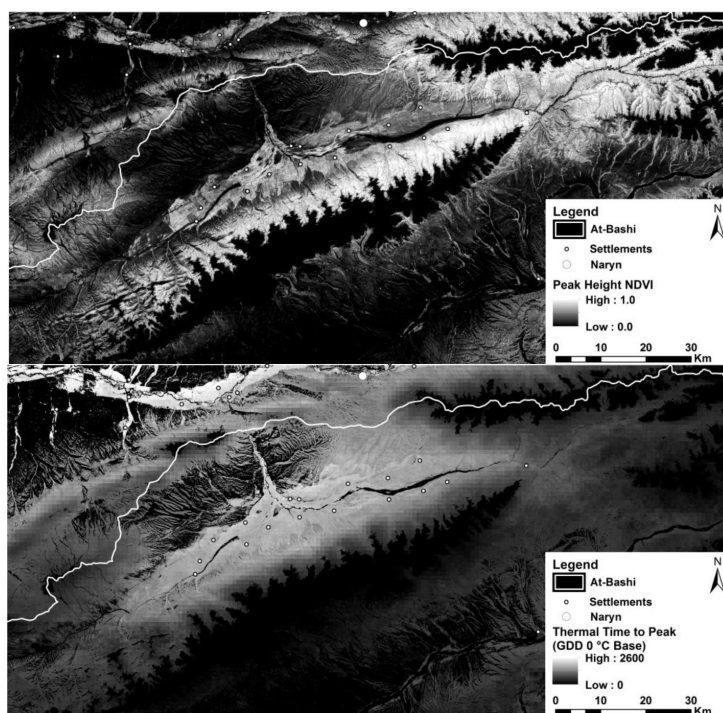 N
Legend
At-Bashi
Settlements
Naryn
Peak Height NDVI
High : 1.0
Low : 0.0
0 5 10 20 30
Km
N
Legend
At-Bashi
Settlements
Naryn
Thermal Time to Peak
(GDD 0 °C Base)
High : 2600
Low : 0
0 5 10 20 30
Km